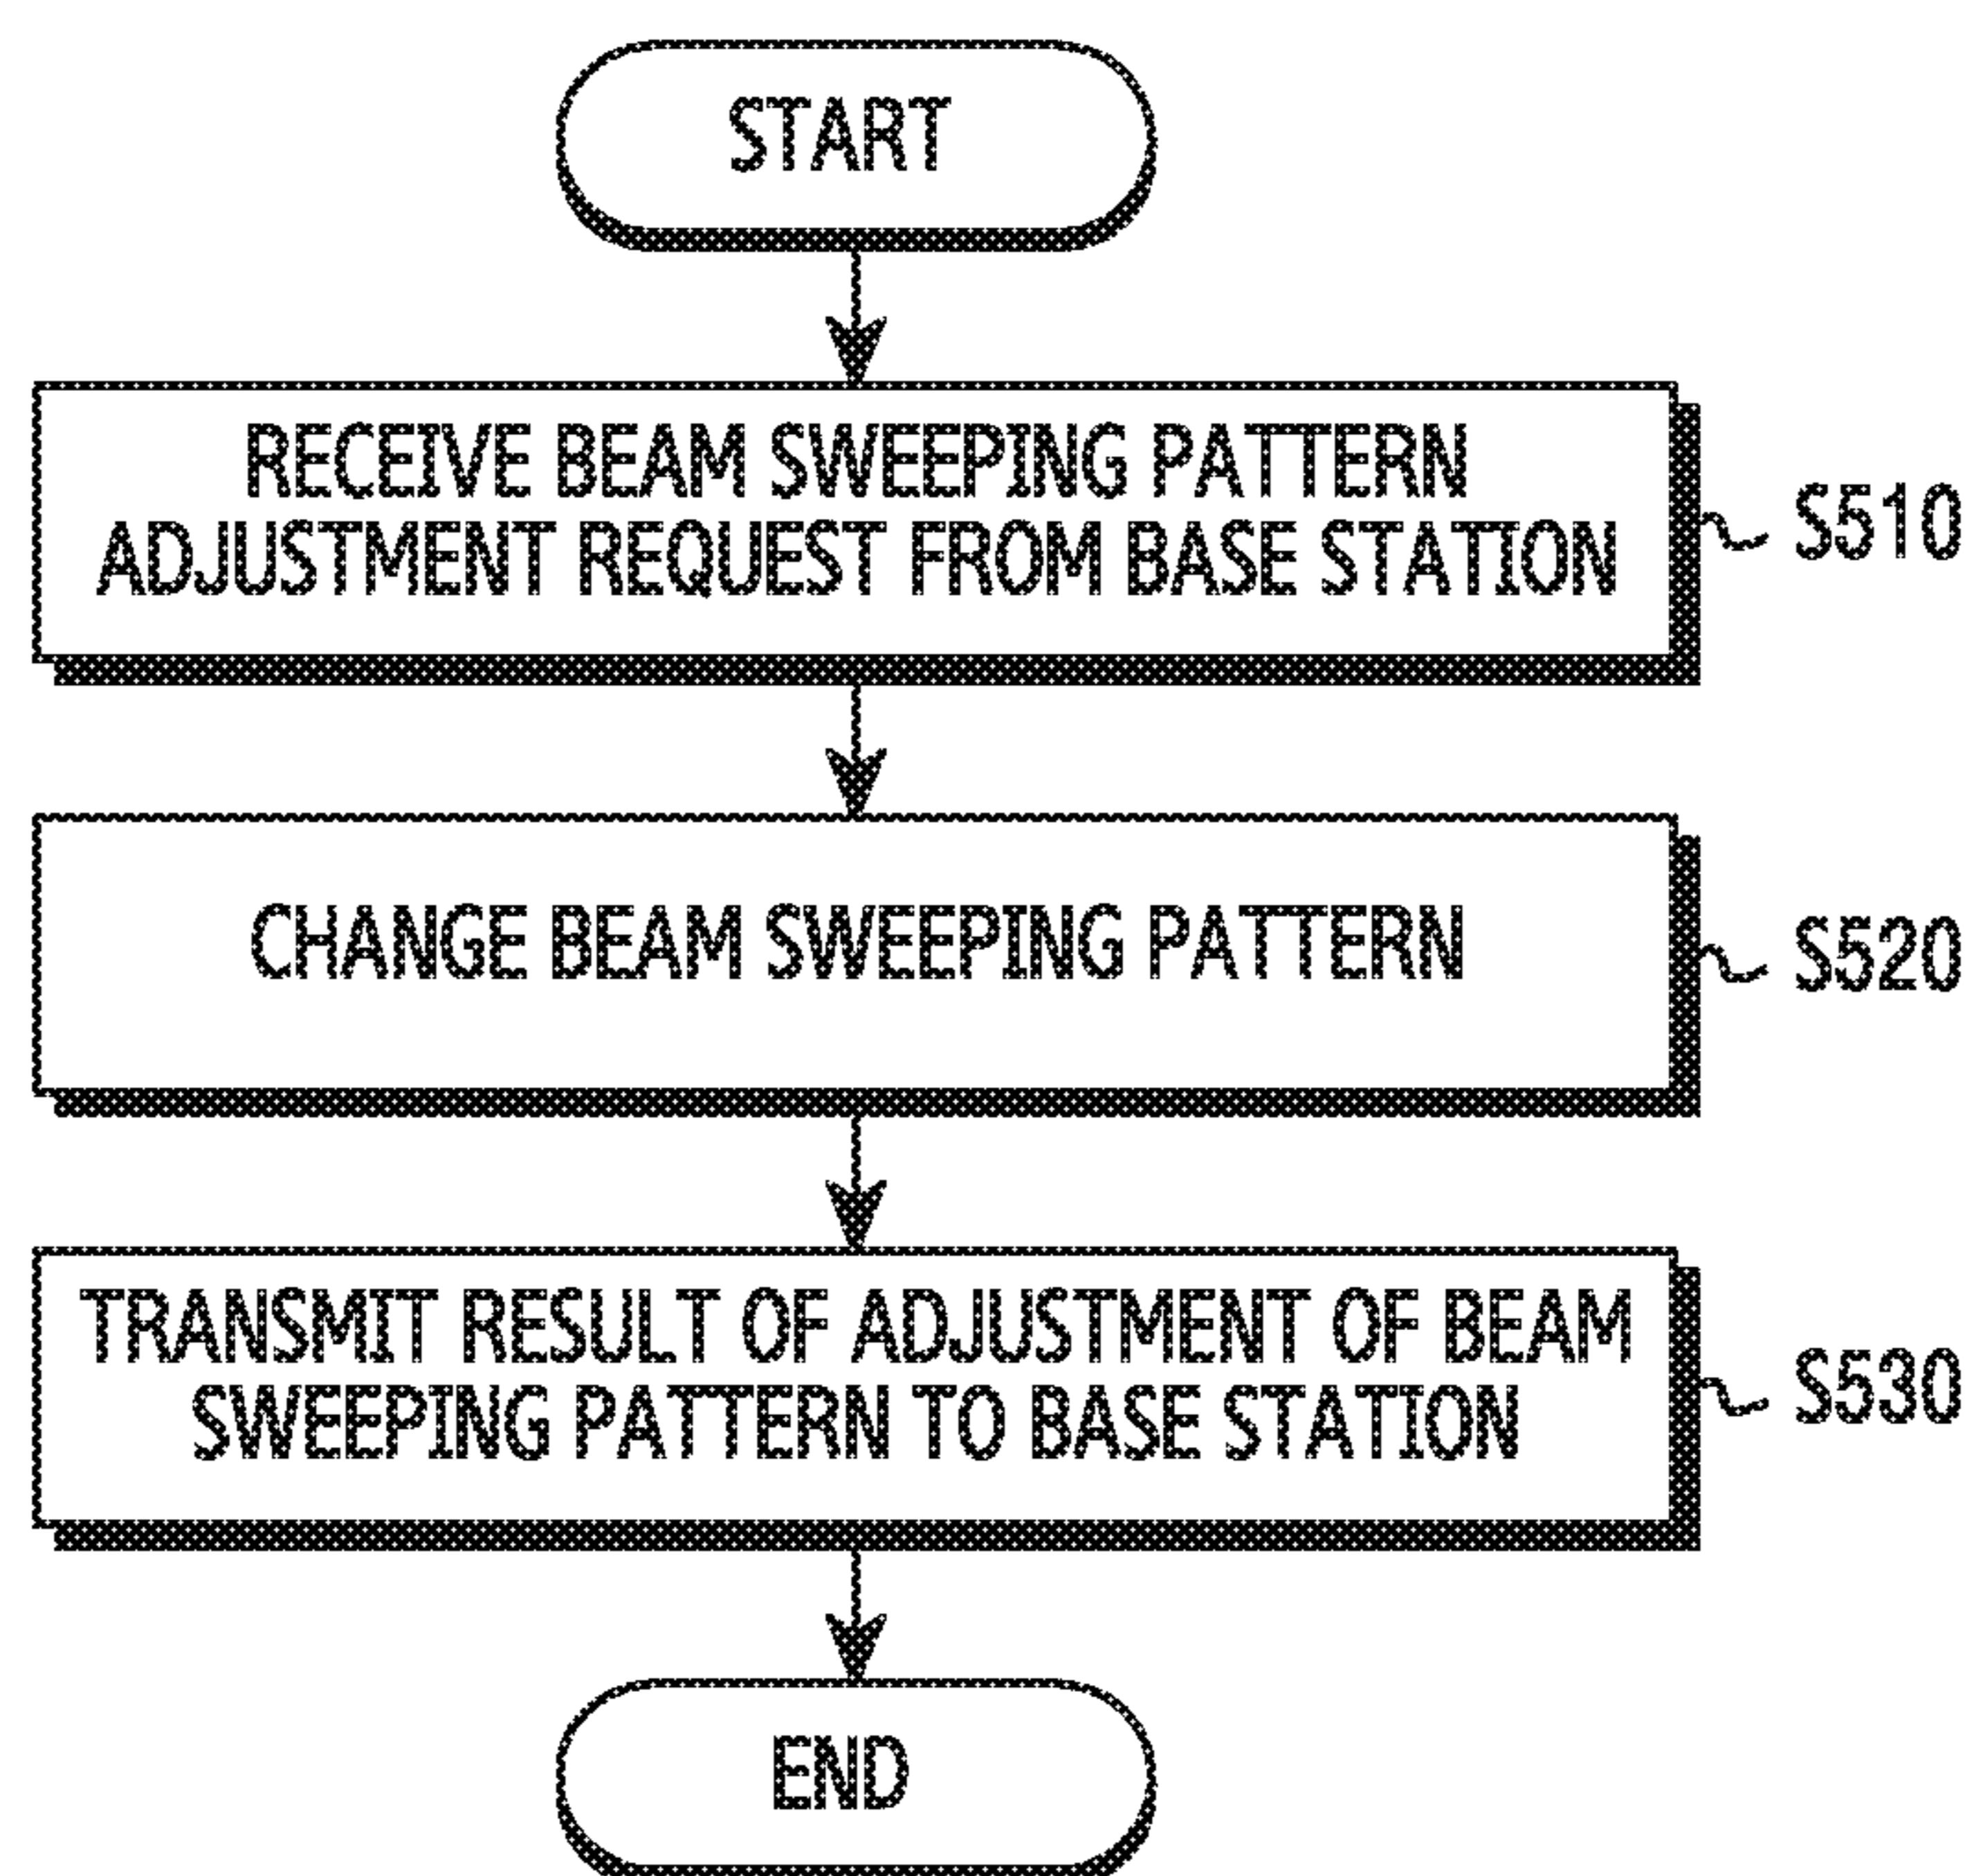 START
RECEIVE BEAM SWEEPING PATTERN
ADJUSTMENT REQUEST FROM BASE STATION
S510
CHANGE BEAM SWEEPING PATTERN
S520
TRANSMIT RESULT OF ADJUSTMENT OF BEAM
SWEEPING PATTERN TO BASE STATION
S530
END